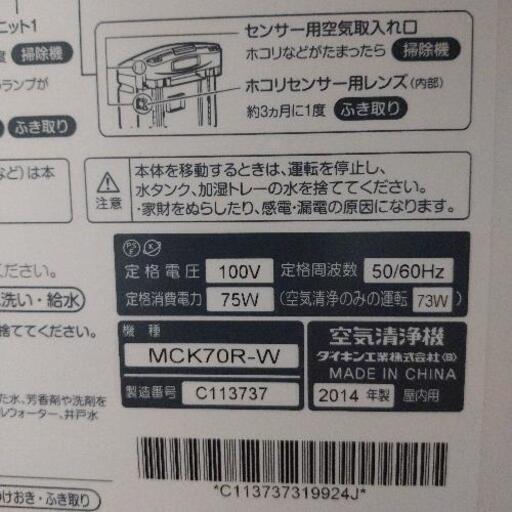 ニット1
度 掃除機
ランプが
ふき取り
センサー用空気取入れ口
ホコリなどがたまったら 掃除機
ホコリセンサー用レンズ(内部)
約3ヵ月に1度 ふき取り
など)は本
注意
本体を移動するときは、運転を停止し、
水タンク、加湿トレーの水を捨ててください。
・家財をぬらしたり、感電・漏電の原因になります。
ください。
洗い・給水
捨ててください。
た水、芳香剤や洗剤を
ルウォーター、井戸水
つけおき・ふき取り
PS E
定格電圧 100V 定格周波数 50/60Hz
定格消費電力 75W (空気清浄のみの運転 73W)
機種
MCK70R-W
製造番号 C113737
空気清浄機
ダイキン工業株式会社(B)
MADE IN CHINA
2014 年製 屋内用
*C113737319924J*